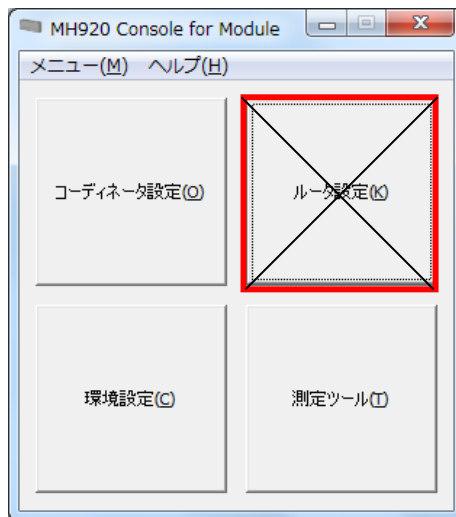 MH920 Console for Module
メニュー(M) ヘルプ(H)
コーディネータ設定(O)
ルータ設定(K)
環境設定(C)
測定ツール(T)